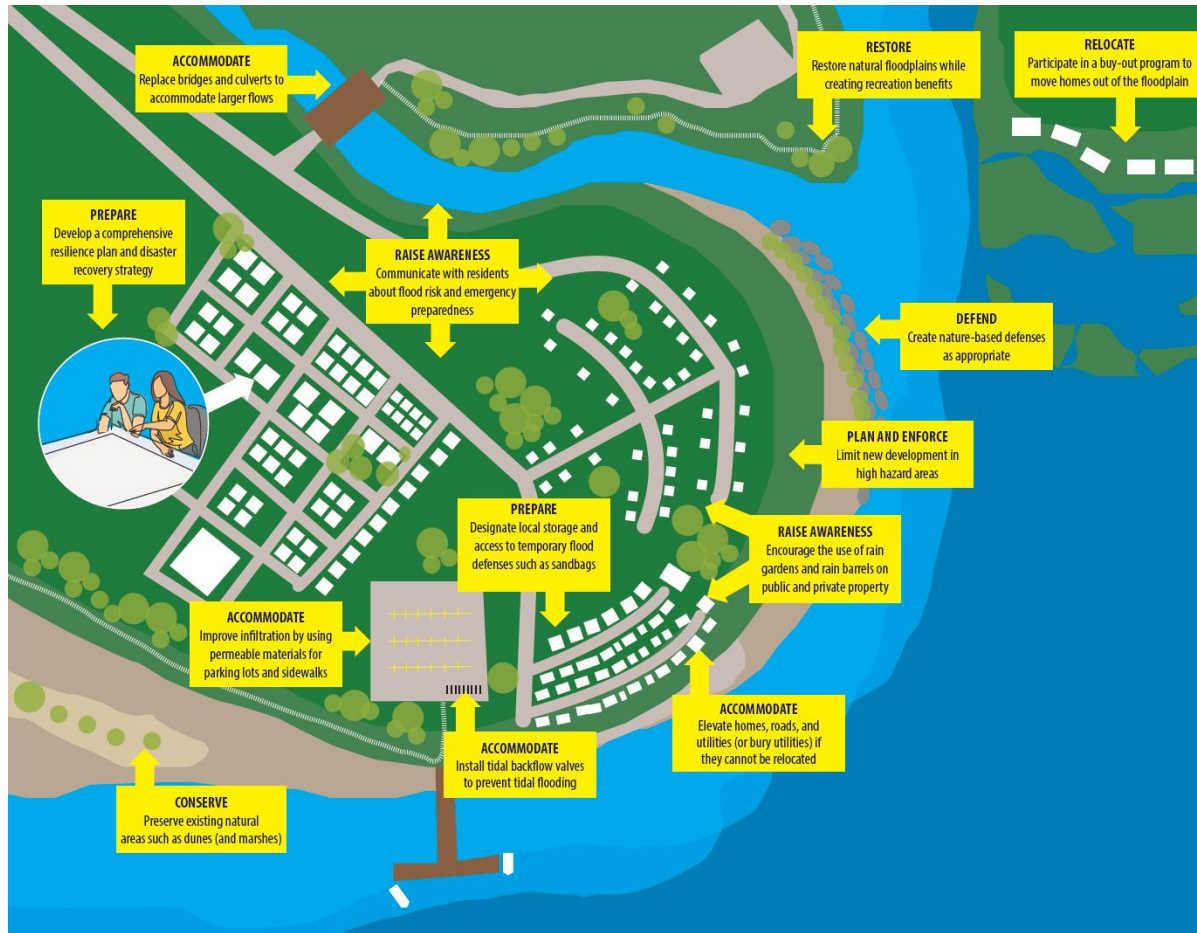 ACCOMMODATE
Replace bridges and culverts to
accommodate larger flows
RESTORE
Restore natural floodplains while
creating recreation benefits
RELOCATE
Participate in a buy-out program to
move homes out of the floodplain
PREPARE
Develop a comprehensive
resilience plan and disaster
recovery strategy
RAISE AWARENESS
Communicate with residents
about flood risk and emergency
preparedness
DEFEND
Create nature-based defenses
as appropriate
PLAN AND ENFORCE
Limit new development in
high hazard areas
PREPARE
Designate local storage and
access to temporary flood
defenses such as sandbags
RAISE AWARENESS
Encourage the use of rain
gardens and rain barrels on
public and private property
ACCOMMODATE
Improve infiltration by using
permeable materials for
parking lots and sidewalks
ACCOMMODATE
Elevate homes, roads, and
utilities (or bury utilities) if
they cannot be relocated
ACCOMMODATE
Install tidal backflow valves
to prevent tidal flooding
CONSERVE
Preserve existing natural
areas such as dunes (and marshes)